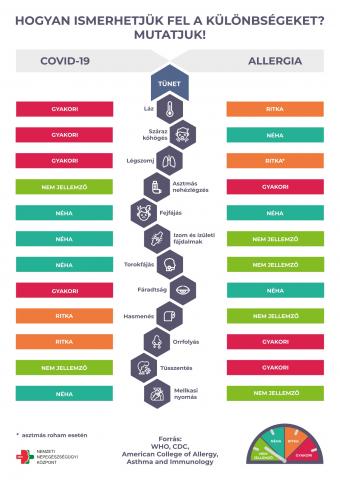 HOGYAN ISMERHETJÜK FEL A KÜLÖNBSÉGEKET?
MUTATJUK!
COVID-19
ALLERGIA
TÜNET
GYAKORI
Láz
RITKA
GYAKORI
Száraz
köhögés
NÉHA
GYAKORI
Légszomj
RITKA*
NEM JELLEMZŐ
Asztmás
nehézlégzés
GYAKORI
NÉHA
Fejfájás
NÉHA
NÉHA
Izom és ízületi
fájdalmak
NEM JELLEMZŐ
NÉHA
Torokfájás
NEM JELLEMZŐ
GYAKORI
Fáradtság
NÉHA
RITKA
Hasmenés
NEM JELLEMZŐ
RITKA
Orrfolyás
GYAKORI
NEM JELLEMZŐ
Tüsszentés
GYAKORI
NÉHA
Mellkasi
nyomás
NEM JELLEMZŐ
* asztmás roham esetén
NEMZETI
NÉPEGÉSZSÉGÜGYI
KÖZPONT
Forrás:
WHO, CDC,
American College of Allergy,
Asthma and Immunology
NEM
JELLEMZŐ
NÉHA
RITKA
GYAKORI